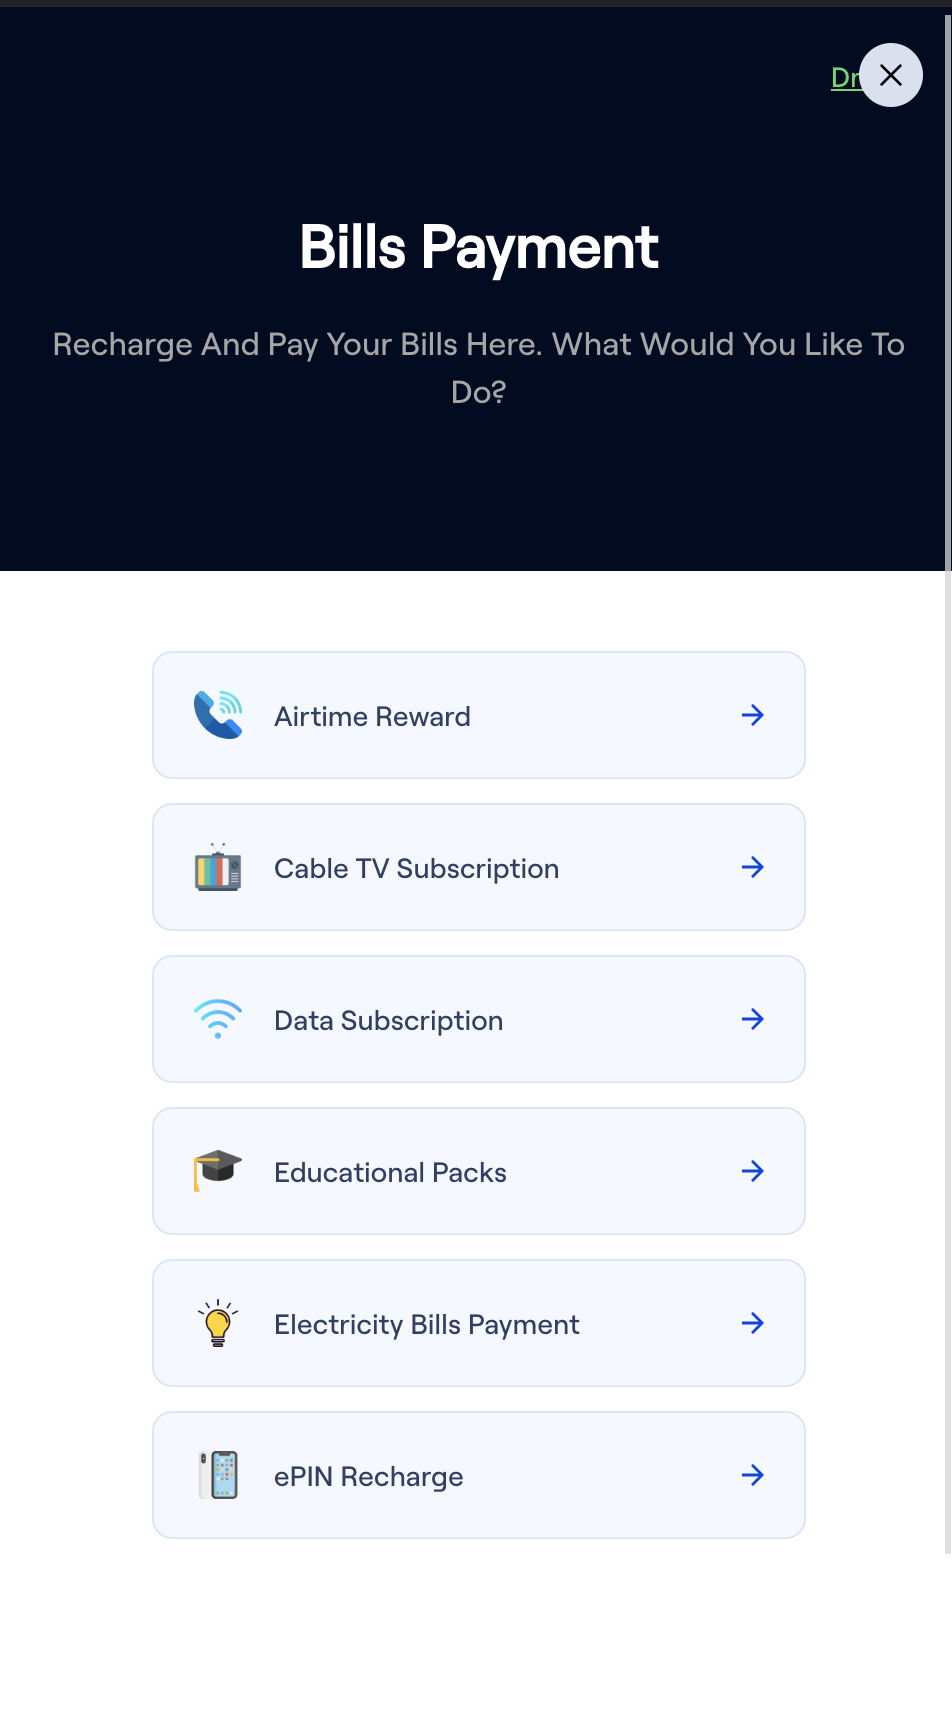 Bills Payment
Recharge And Pay Your Bills Here. What Would You Like To
Do?
Airtime Reward
Cable TV Subscription
Data Subscription
Educational Packs
Electricity Bills Payment
ePIN Recharge